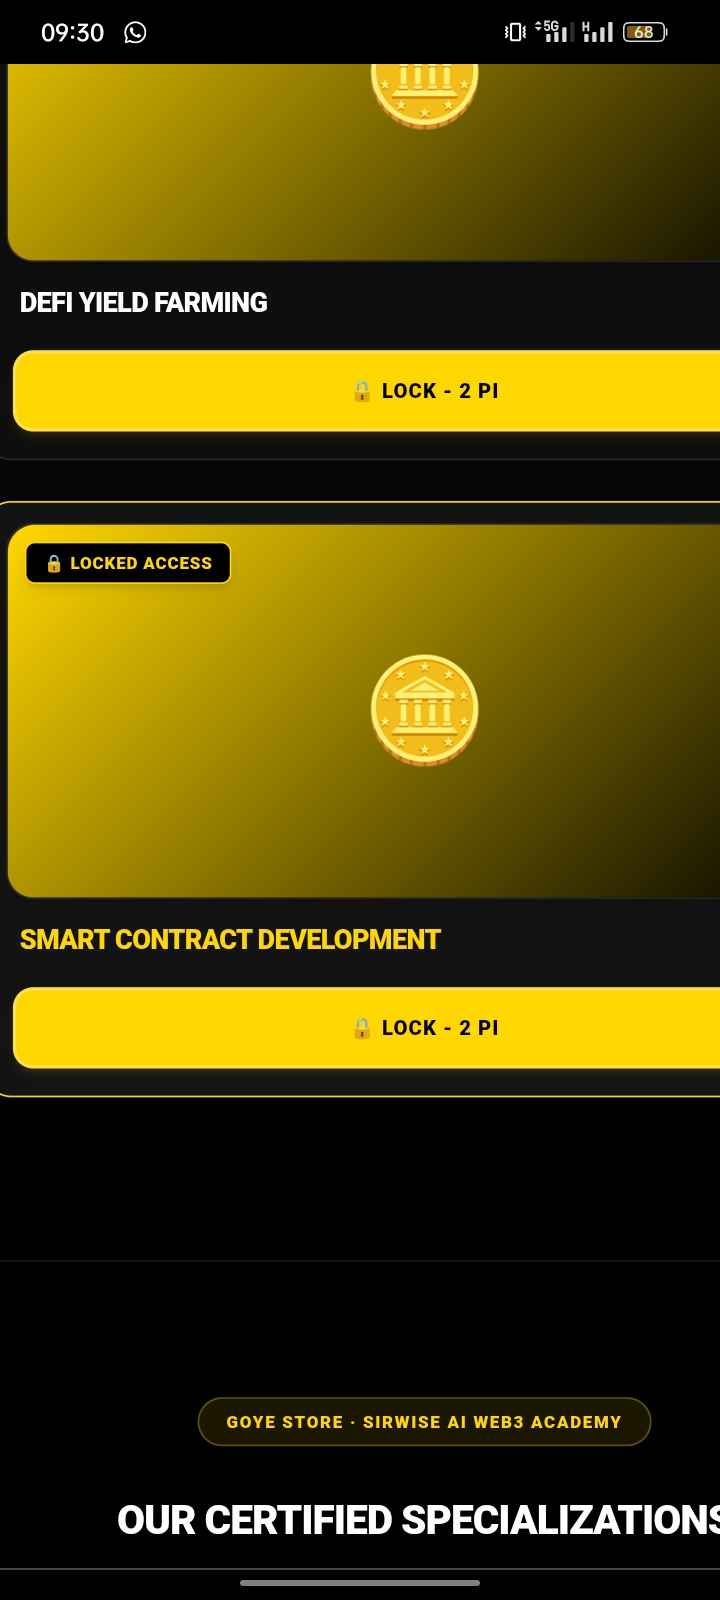 09:30
5G H 68
DEFI YIELD FARMING
🔒 LOCK - 2 PI
🔒 LOCKED ACCESS
SMART CONTRACT DEVELOPMENT
🔒 LOCK - 2 PI
GOYE STORE · SIRWISE AI WEB3 ACADEMY
OUR CERTIFIED SPECIALIZATIONS